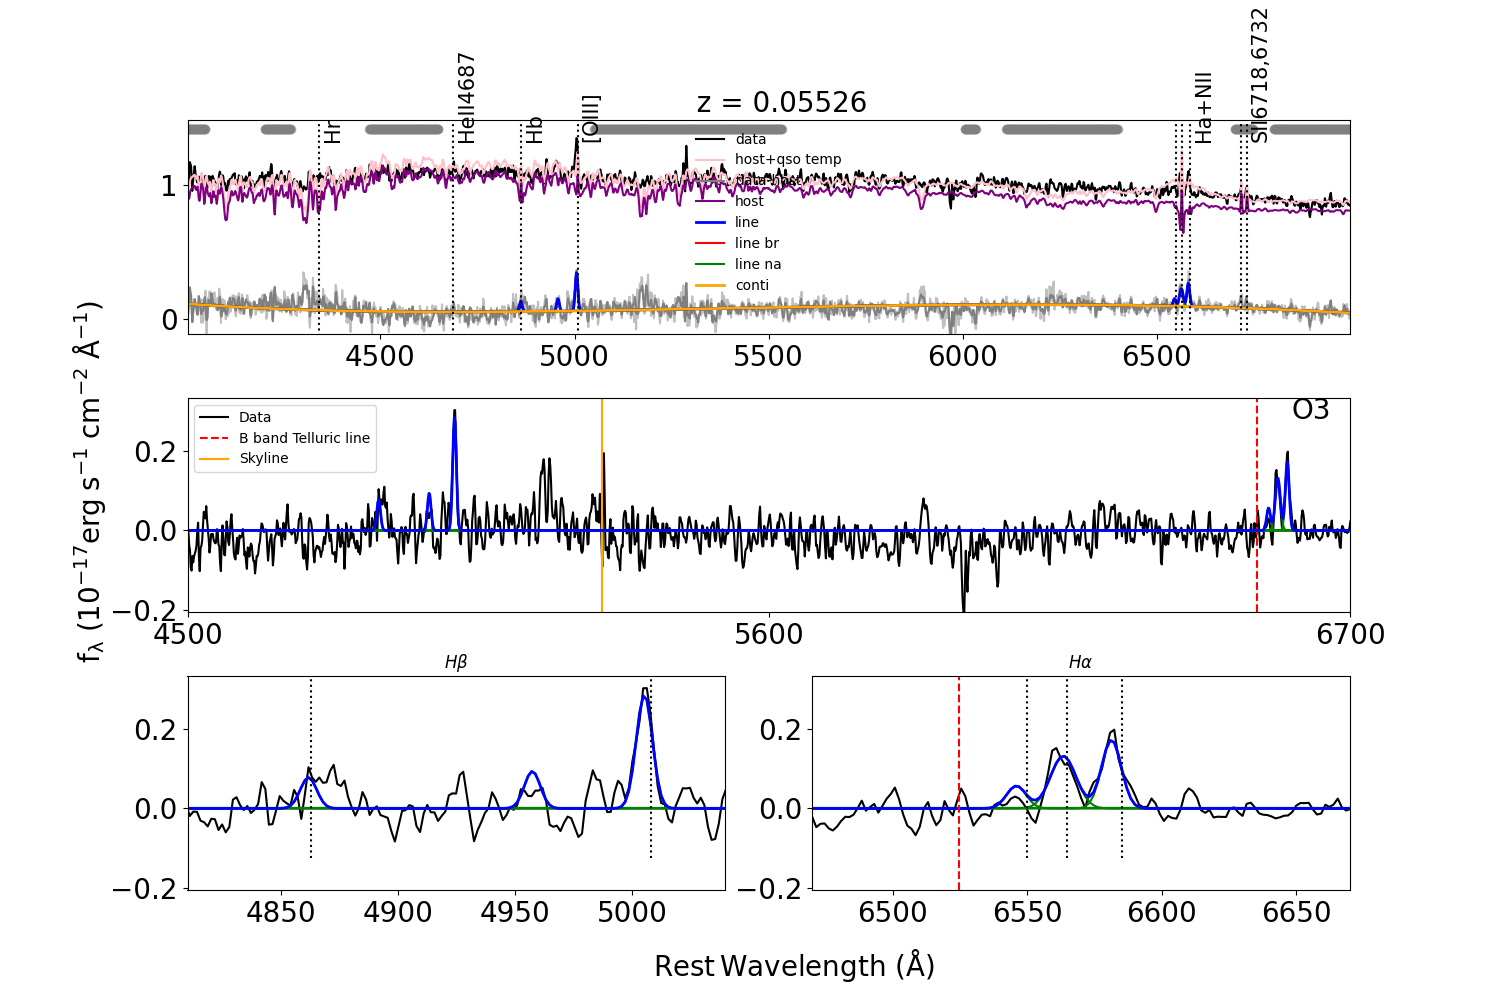 z = 0.05526
Hr
HeII4687
Hb
[OIII]
Ha+NII
SII6718,6732
data
host+qso temp
data-host
host
line
line br
line na
conti
1
0
4500 5000 5500 6000 6500
fλ (10⁻¹⁷erg s⁻¹ cm⁻² Å⁻¹)
Data
B band Telluric line
Skyline
O3
0.2
0.0
−0.2
4500 5600 6700
Hβ
0.2
0.0
−0.2
4850 4900 4950 5000
Hα
0.2
0.0
−0.2
6500 6550 6600 6650
Rest Wavelength (Å)